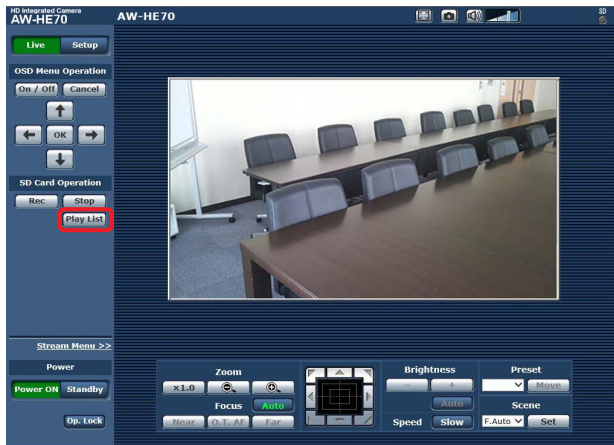 HD Integrated Camera
AW-HE70
AW-HE70
SD
Live Setup
OSD Menu Operation
On / Off Cancel
OK
SD Card Operation
Rec Stop
Play List
Stream Menu >>
Power
Power ON Standby
Op. Lock
Zoom
×1.0
Focus Auto
Near O.T. AF Far
Brightness
− +
Auto
Speed Slow
Preset
Move
Scene
F.Auto Set